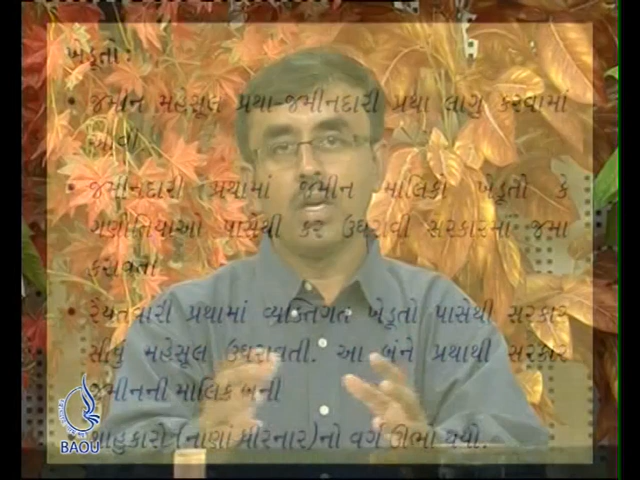 ખેડૂતો :
• જમીન મહેસૂલ પ્રથા-જમીનદારી પ્રથા લાગુ કરવામાં
આવી
• જમીનદારી પ્રથામાં જમીન માલિકો ખેડૂતો કે
ગણોતિયાઓ પાસેથી કર ઉઘરાવી સરકારમાં જમા
કરાવતા
• રૈયતવારી પ્રથામાં વ્યક્તિગત ખેડૂતો પાસેથી સરકાર
સીધુ મહેસૂલ ઉઘરાવતી. આ બંને પ્રથાથી સરકાર
જમીનની માલિક બની
શાહુકારો (નાણાં ધીરનાર)નો વર્ગ ઊભો થયો.
BAOU